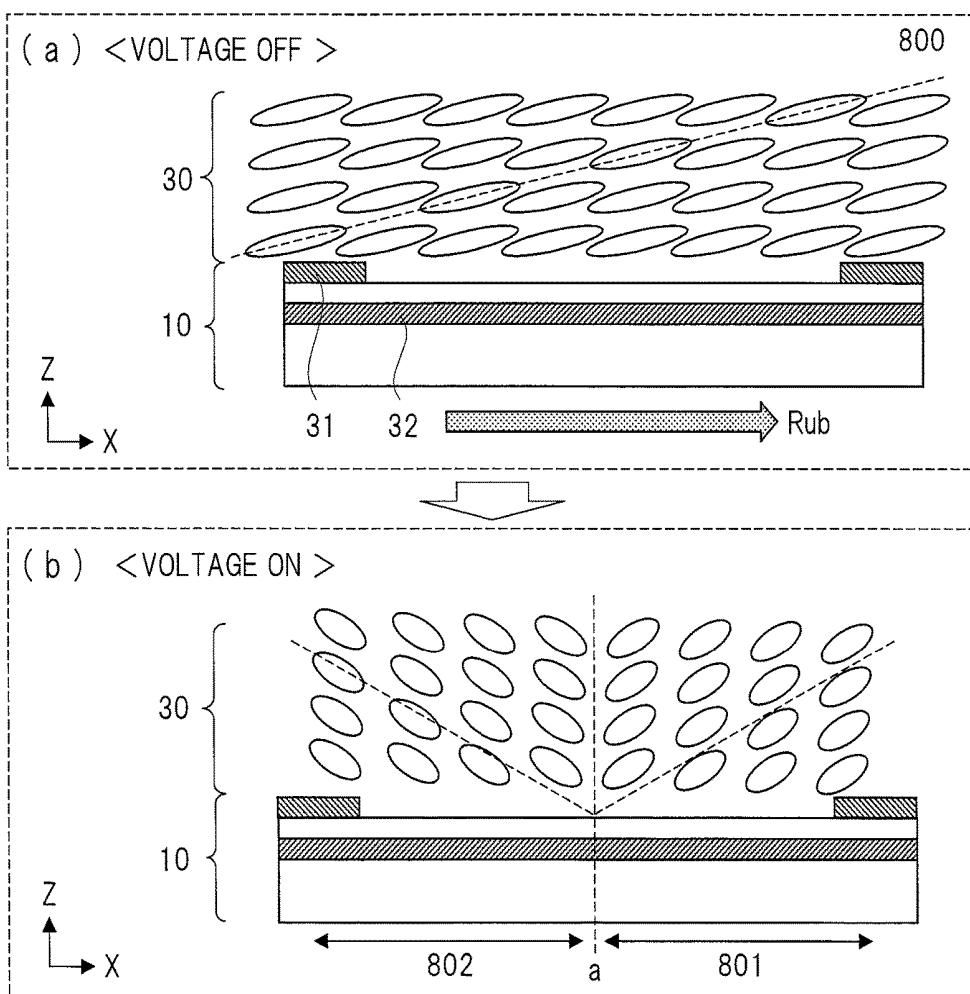 ( a ) <VOLTAGE OFF >
800
30
10
Z
X
31
32
Rub
( b ) <VOLTAGE ON >
30
10
Z
X
802
a
801